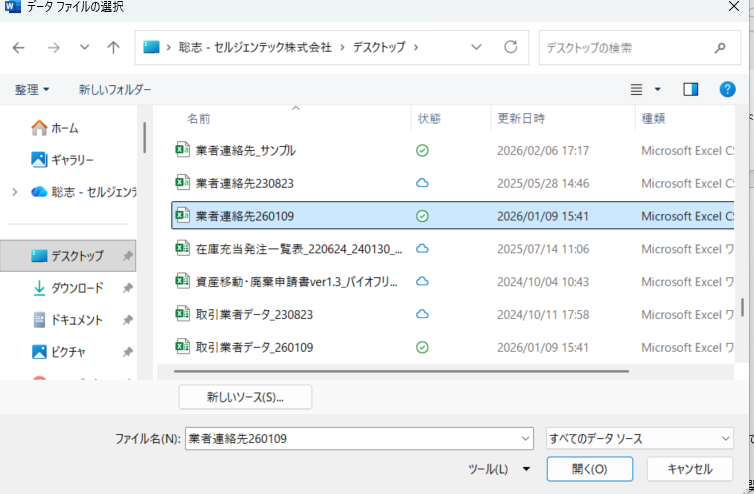 データ ファイルの選択
聡志 - セルジェンテック株式会社 › デスクトップ ›
デスクトップの検索
整理 新しいフォルダー
名前 状態 更新日時 種類
ホーム
ギャラリー
聡志 - セルジェンテ
デスクトップ
ダウンロード
ドキュメント
ピクチャ
業者連絡先_サンプル 2026/02/06 17:17 Microsoft Excel CS
業者連絡先230823 2025/05/28 14:46 Microsoft Excel CS
業者連絡先260109 2026/01/09 15:41 Microsoft Excel CS
在庫充当発注一覧表_220624_240130_... 2025/07/14 11:06 Microsoft Excel ワ
資産移動・廃棄申請書ver1.3_バイオフリ... 2024/10/04 10:43 Microsoft Excel ワ
取引業者データ_230823 2024/10/11 17:58 Microsoft Excel ワ
取引業者データ_260109 2026/01/09 15:41 Microsoft Excel ワ
新しいソース(S)...
ファイル名(N): 業者連絡先260109 すべてのデータ ソース
ツール(L) 開く(O) キャンセル